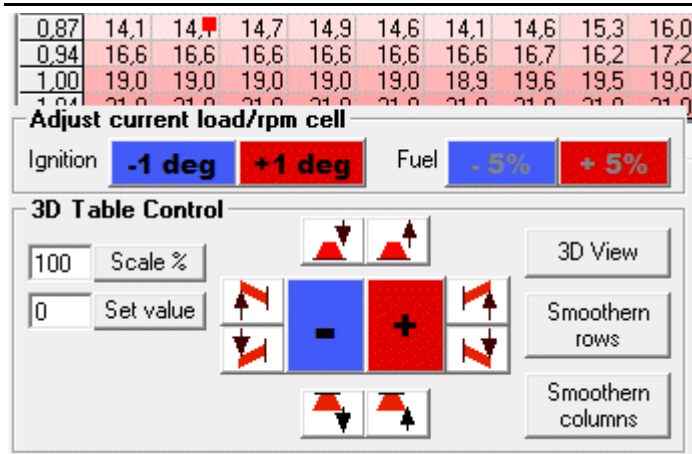 0,87 14,1 14,7 14,7 14,9 14,6 14,1 14,6 15,3 16,0
0,94 16,6 16,6 16,6 16,6 16,6 16,6 16,7 16,2 17,2
1,00 19,0 19,0 19,0 19,0 19,0 18,9 19,6 19,5 19,0
Adjust current load/rpm cell
Ignition -1 deg +1 deg Fuel - 5% + 5%
3D Table Control
100 Scale %
0 Set value
- +
3D View
Smoothern
rows
Smoothern
columns